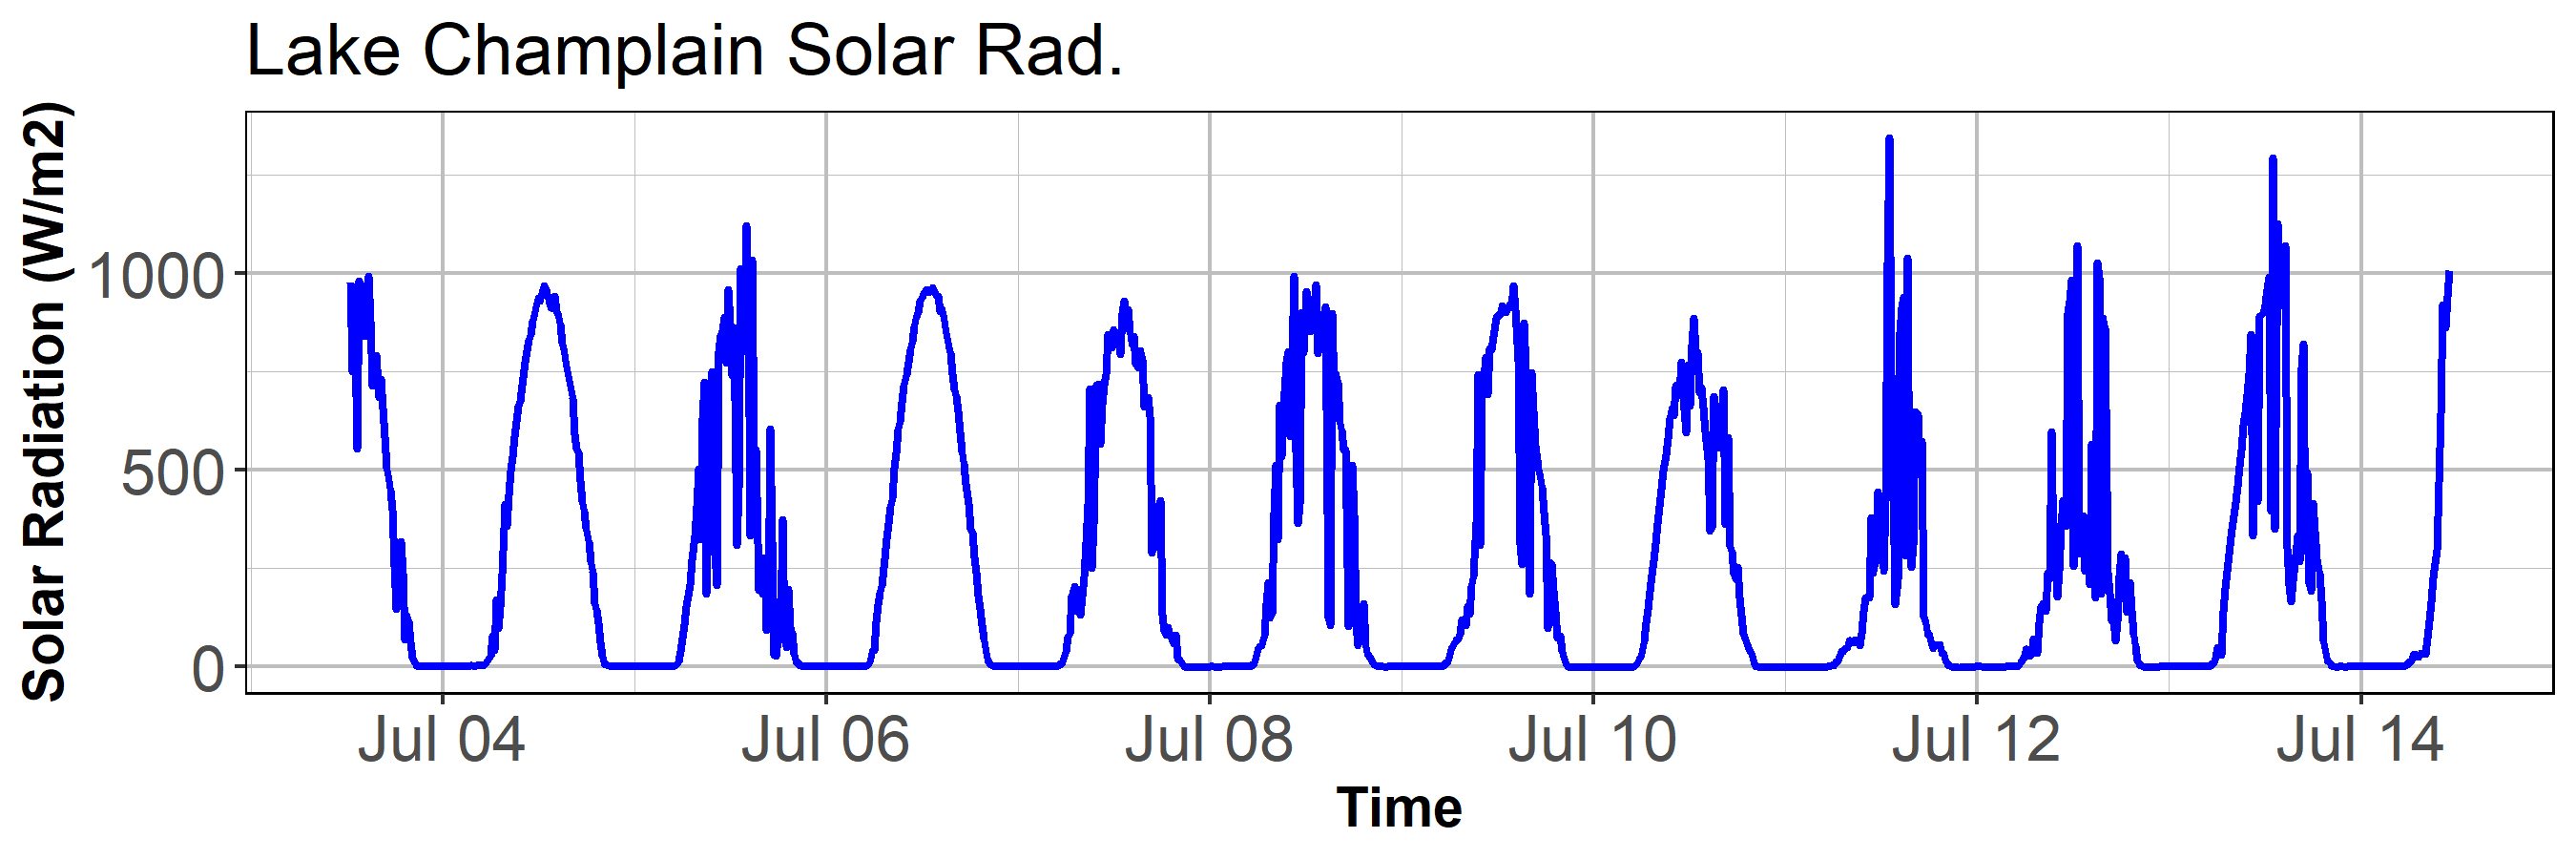 Lake Champlain Solar Rad.
Solar Radiation (W/m2)
1000
500
0
Jul 04 Jul 06 Jul 08 Jul 10 Jul 12 Jul 14
Time